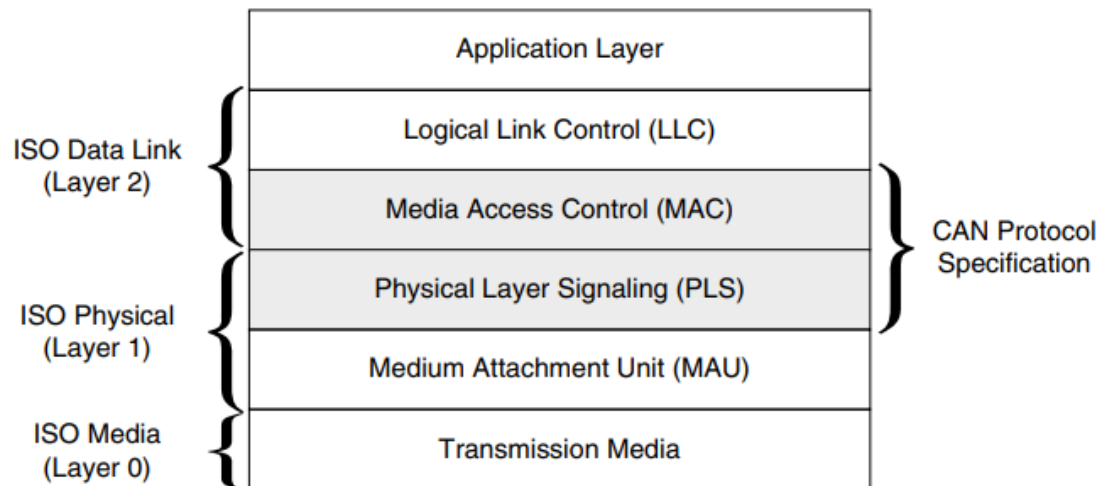 Application Layer
Logical Link Control (LLC)
ISO Data Link
(Layer 2)
Media Access Control (MAC)
CAN Protocol
Specification
Physical Layer Signaling (PLS)
ISO Physical
(Layer 1)
Medium Attachment Unit (MAU)
ISO Media
(Layer 0)
Transmission Media